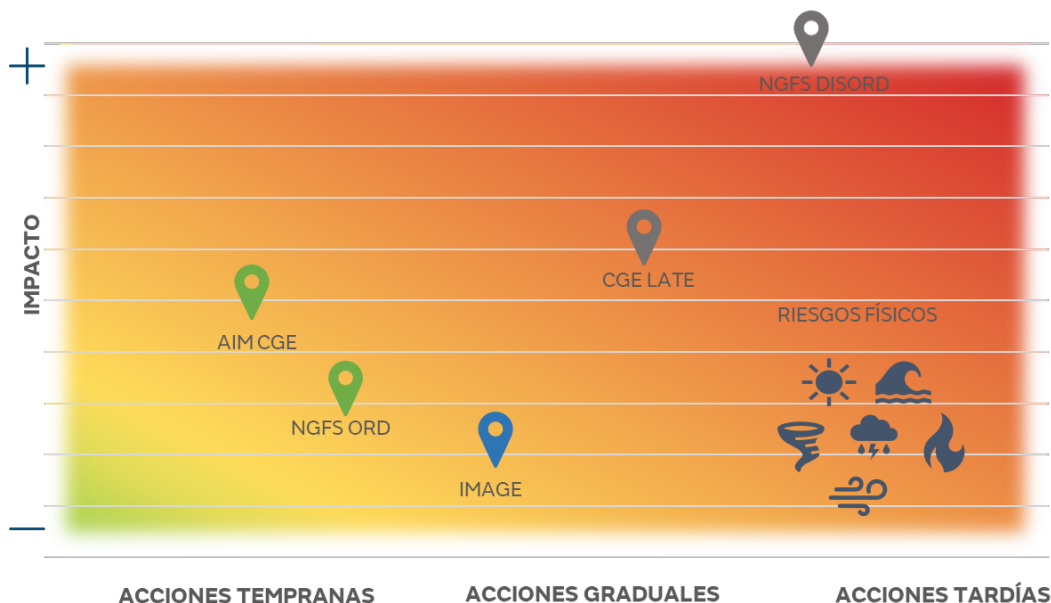 NGFS DISORD
IMPACTO
CGE LATE
RIESGOS FÍSICOS
AIM CGE
NGFS ORD
IMAGE
ACCIONES TEMPRANAS
ACCIONES GRADUALES
ACCIONES TARDÍAS